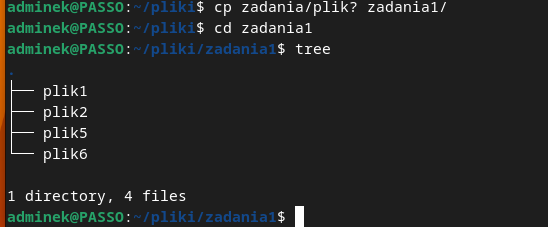 adminek@PASSO:~/pliki$ cp zadania/plik? zadania1/
adminek@PASSO:~/pliki$ cd zadania1
adminek@PASSO:~/pliki/zadania1$ tree
.
├── plik1
├── plik2
├── plik5
└── plik6

1 directory, 4 files
adminek@PASSO:~/pliki/zadania1$